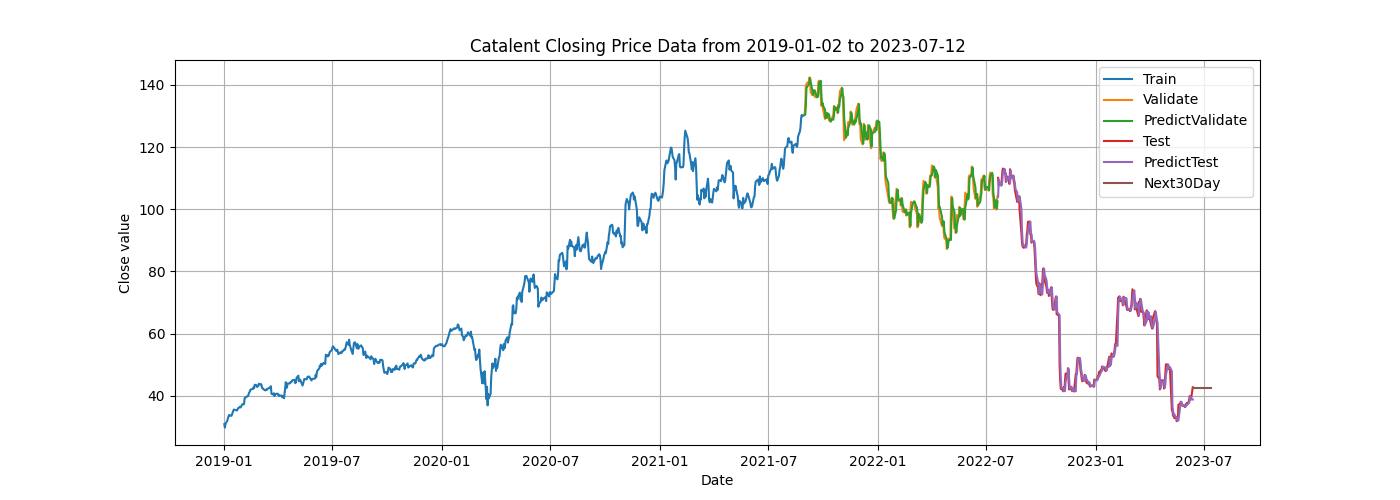 Catalent Closing Price Data from 2019-01-02 to 2023-07-12
Train
Validate
PredictValidate
Test
PredictTest
Next30Day
Close value
140
120
100
80
60
40
2019-01 2019-07 2020-01 2020-07 2021-01 2021-07 2022-01 2022-07 2023-01 2023-07
Date